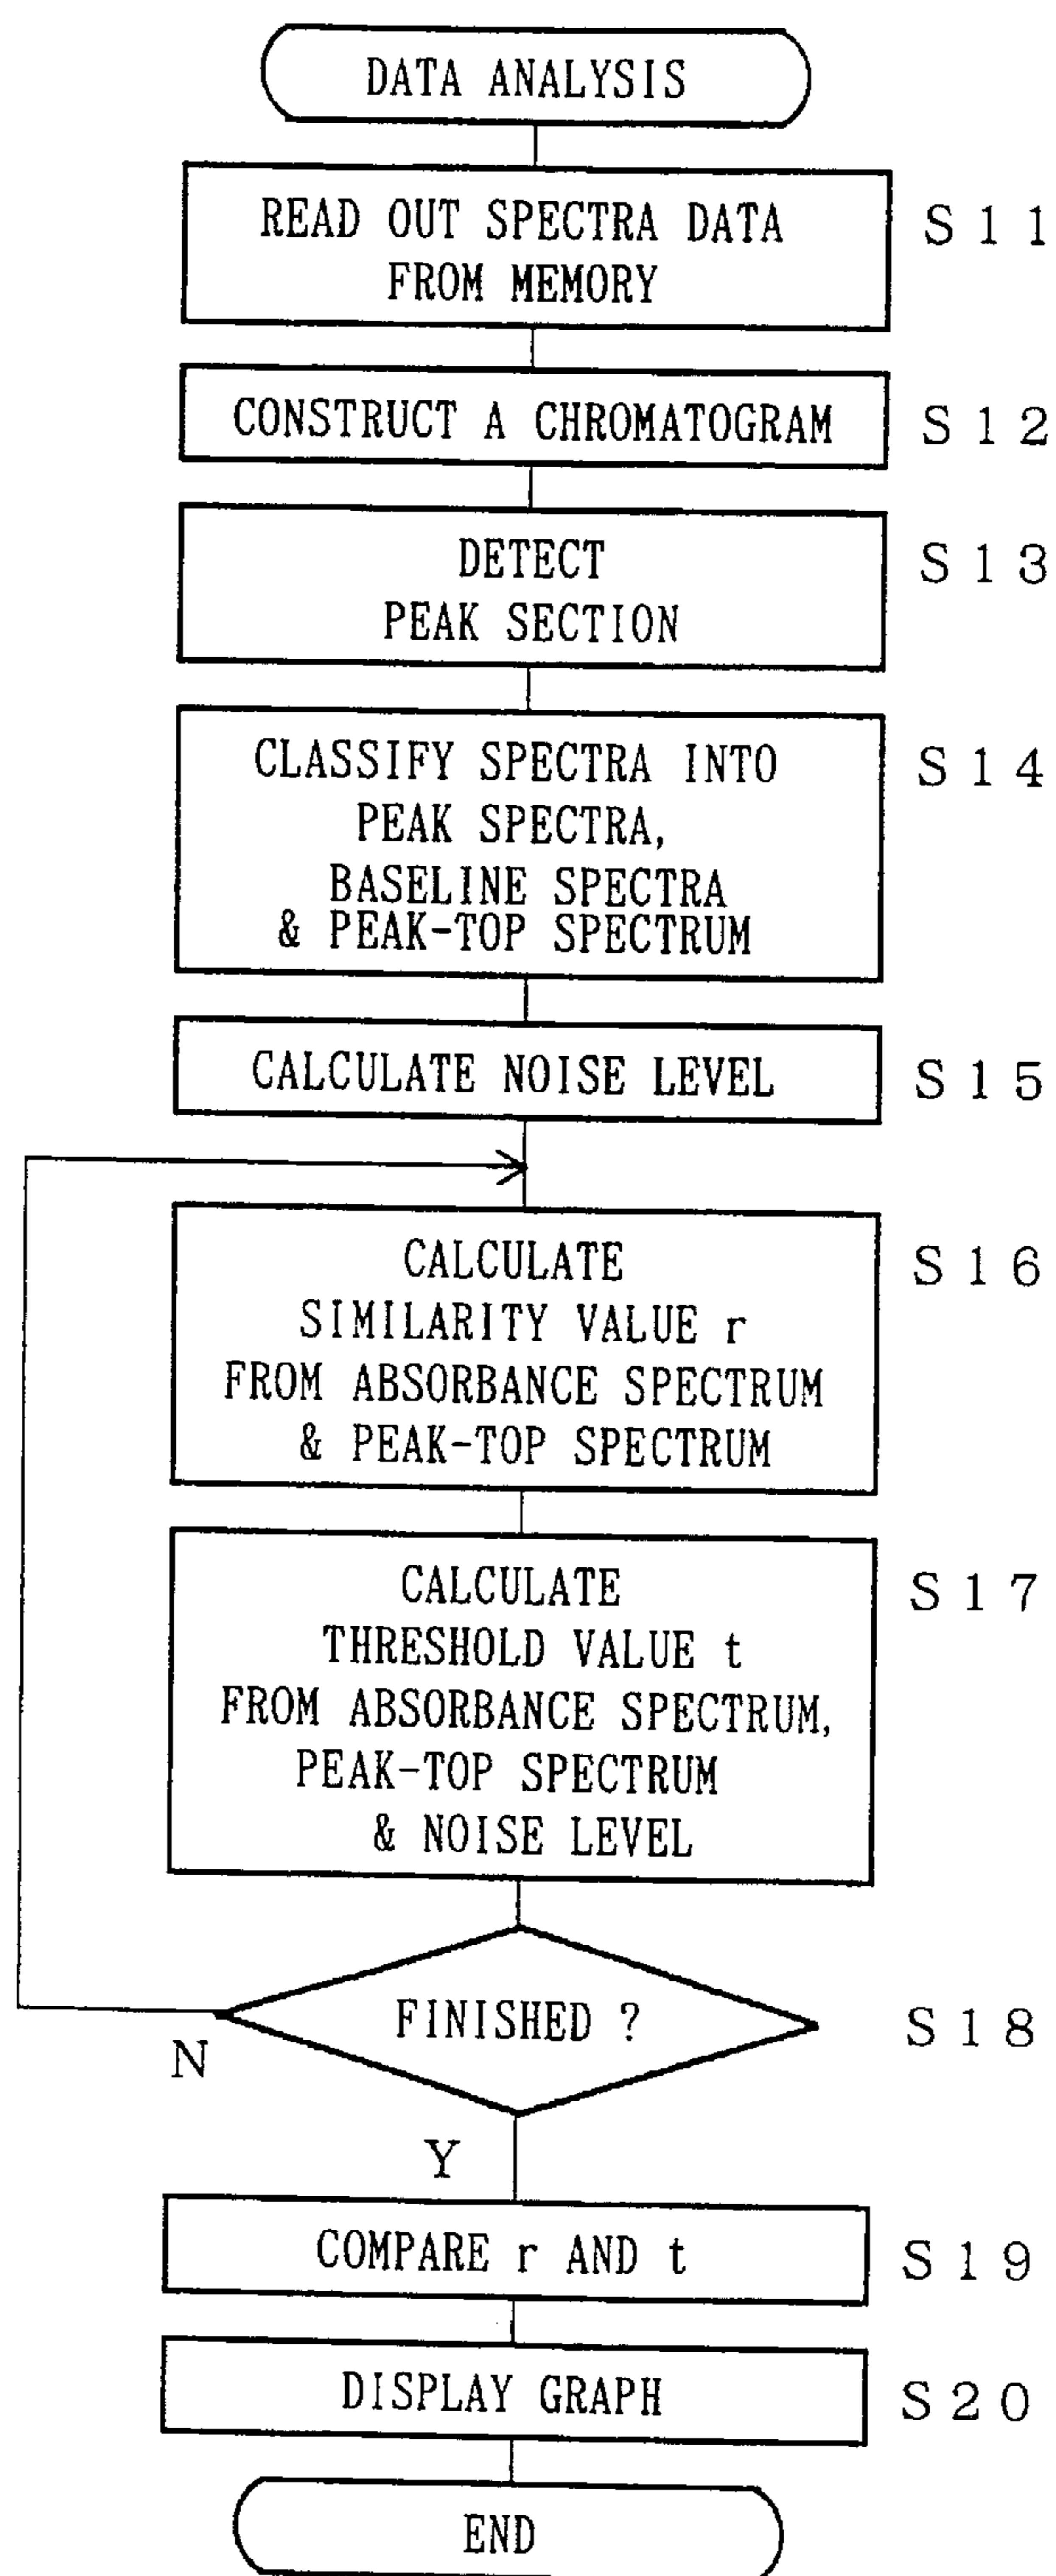 DATA ANALYSIS
READ OUT SPECTRA DATA
FROM MEMORY
S11
CONSTRUCT A CHROMATOGRAM
S12
DETECT
PEAK SECTION
S13
CLASSIFY SPECTRA INTO
PEAK SPECTRA,
BASELINE SPECTRA
& PEAK-TOP SPECTRUM
S14
CALCULATE NOISE LEVEL
S15
CALCULATE
SIMILARITY VALUE r
FROM ABSORBANCE SPECTRUM
& PEAK-TOP SPECTRUM
S16
CALCULATE
THRESHOLD VALUE t
FROM ABSORBANCE SPECTRUM,
PEAK-TOP SPECTRUM
& NOISE LEVEL
S17
FINISHED ?
S18
N
Y
COMPARE r AND t
S19
DISPLAY GRAPH
S20
END